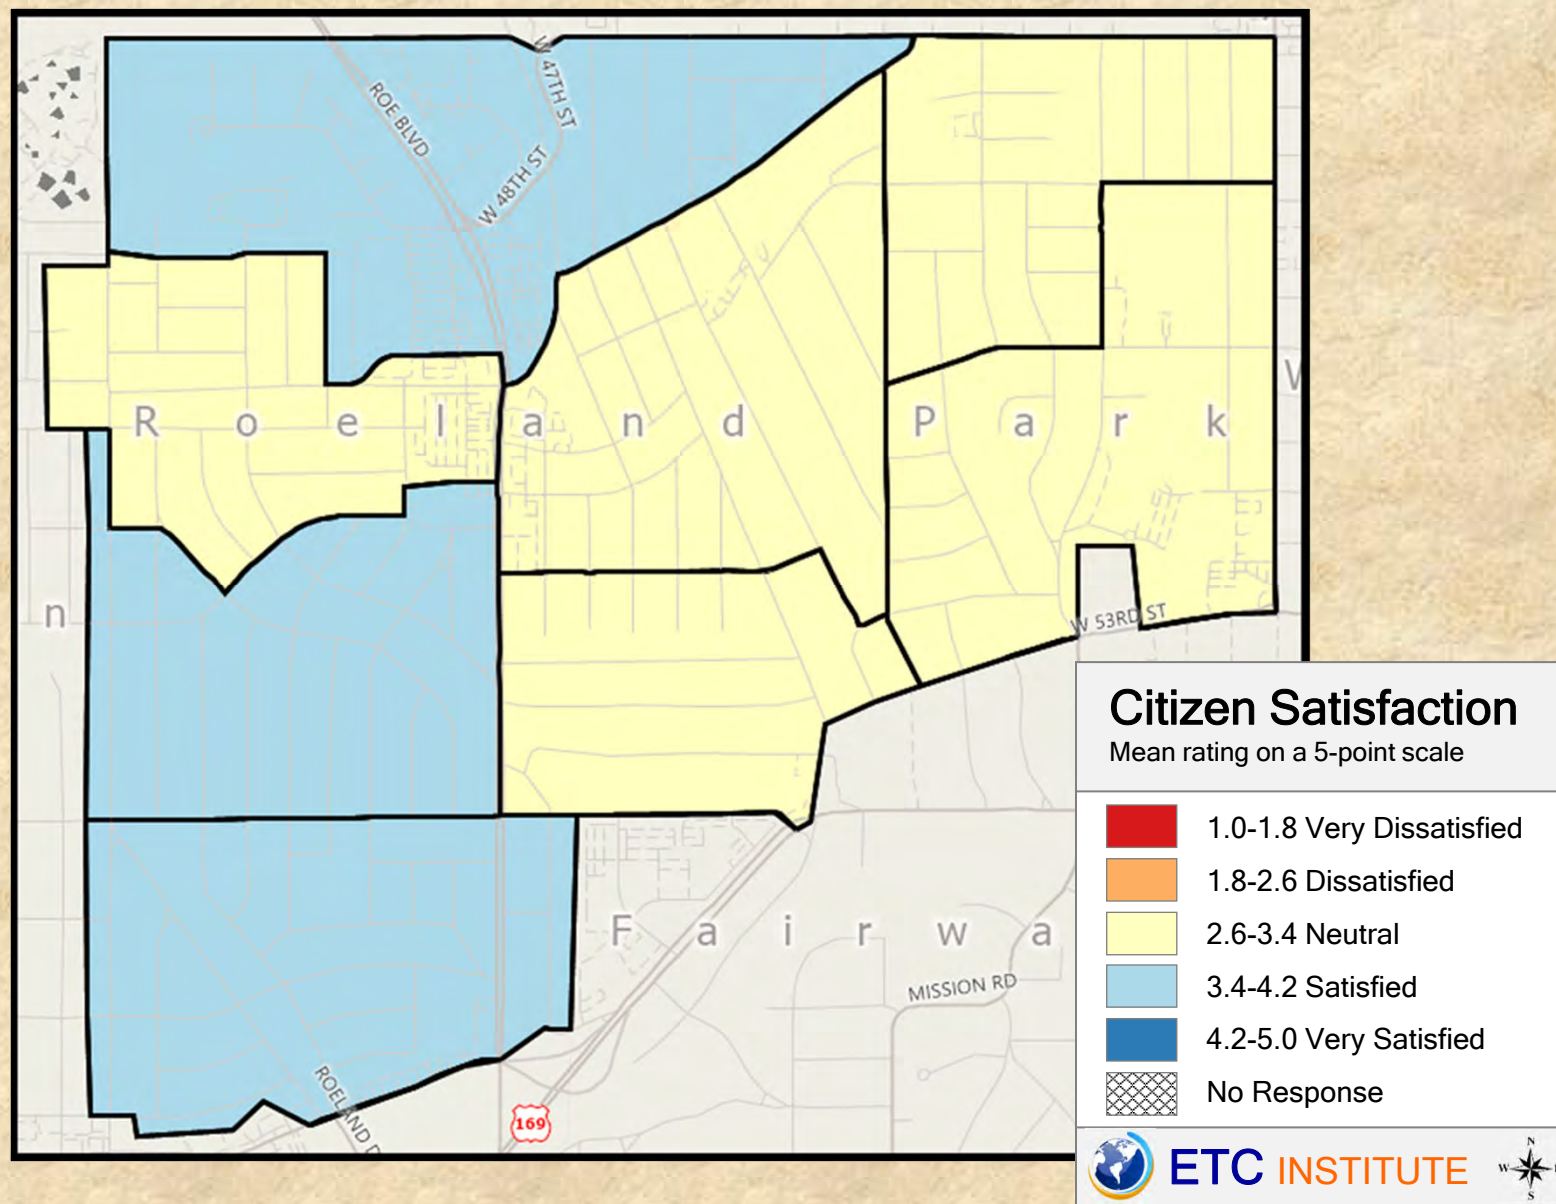 W 47TH ST
ROE BLVD
W 48TH ST
R o e l a n d P a r k
W
n
W 53RD ST
F a i r w a
MISSION RD
ROELAND D
169
Citizen Satisfaction
Mean rating on a 5-point scale
1.0-1.8 Very Dissatisfied
1.8-2.6 Dissatisfied
2.6-3.4 Neutral
3.4-4.2 Satisfied
4.2-5.0 Very Satisfied
No Response
ETC INSTITUTE
N
W
S